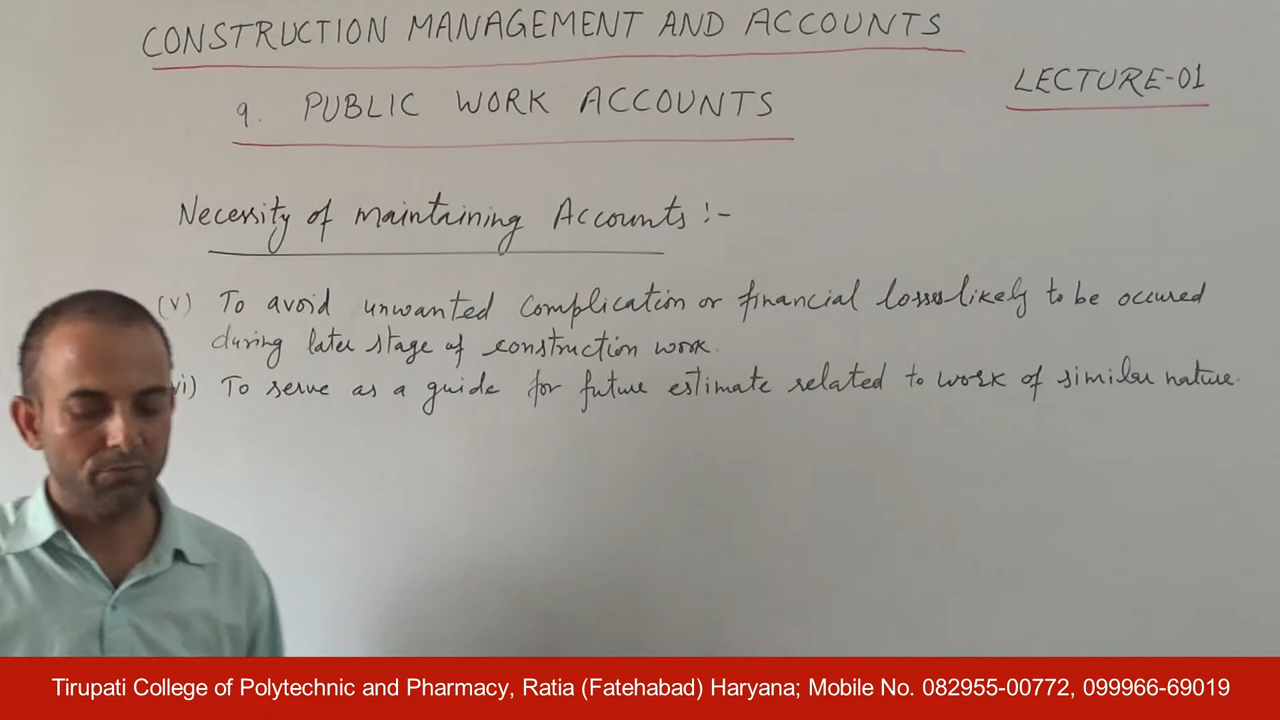 CONSTRUCTION MANAGEMENT AND ACCOUNTS
LECTURE-01
9. PUBLIC WORK ACCOUNTS
Necessity of maintaining Accounts :-
(v) To avoid unwanted complication or financial losses likely to be occured
during later stage of construction work.
vi) To serve as a guide for future estimate related to work of similar nature.
Tirupati College of Polytechnic and Pharmacy, Ratia (Fatehabad) Haryana; Mobile No. 082955-00772, 099966-69019